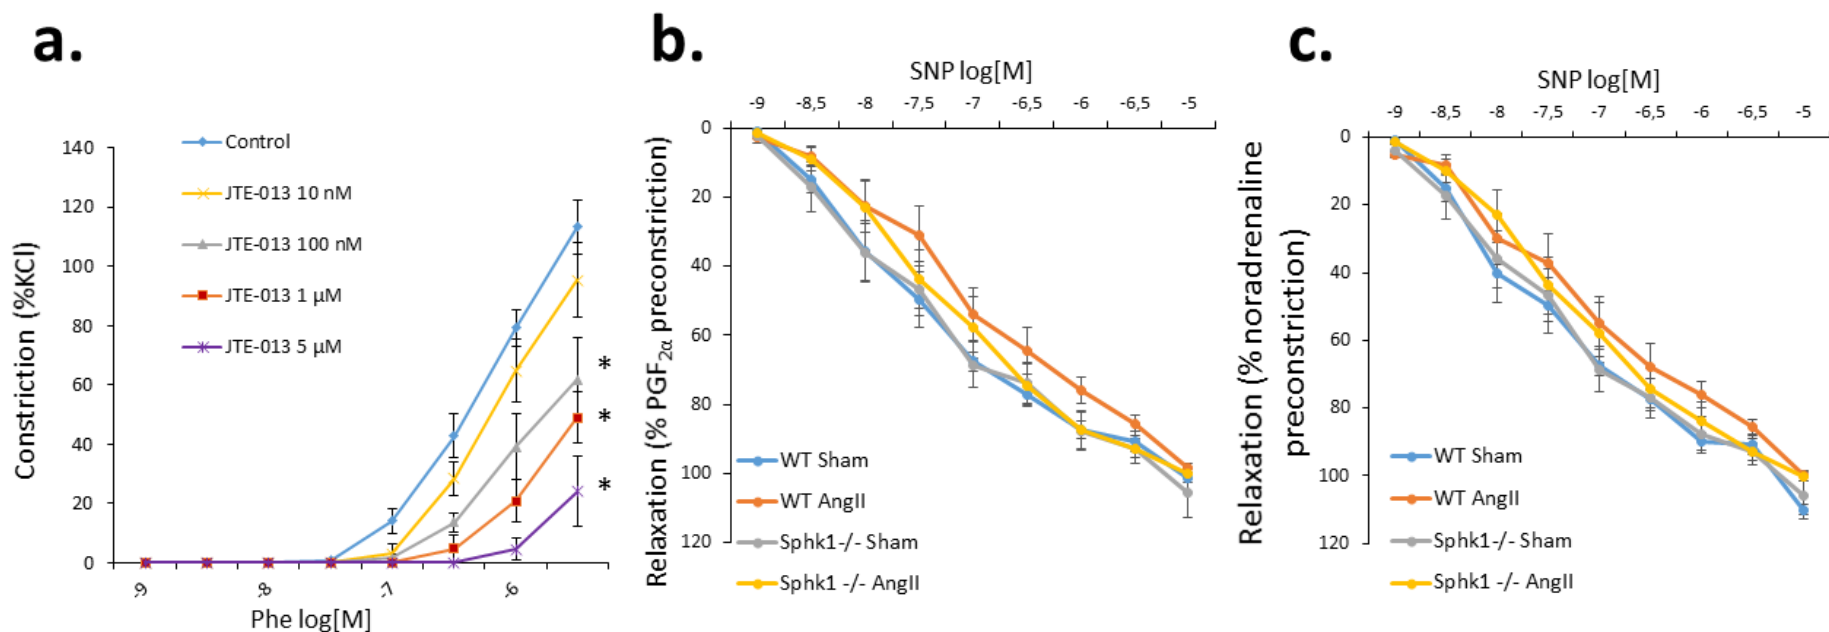 a.
Control
JTE-013 10 nM
JTE-013 100 nM
JTE-013 1 µM
JTE-013 5 µM
140
120
100
80
60
40
20
0
*
*
*
-9
-8
-7
-6
Constriction (%KCl)
Phe log[M]
b.
SNP log[M]
-9
-8,5
-8
-7,5
-7
-6,5
-6
-6,5
-5
0
20
40
60
80
100
120
Relaxation (% PGF2α preconstriction)
WT Sham
WT AngII
Sphk1-/- Sham
Sphk1 -/- AngII
c.
SNP log[M]
-9
-8,5
-8
-7,5
-7
-6,5
-6
-6,5
-5
0
20
40
60
80
100
120
Relaxation (% noradrenaline
preconstriction)
WT Sham
WT AngII
Sphk1-/- Sham
Sphk1 -/- AngII